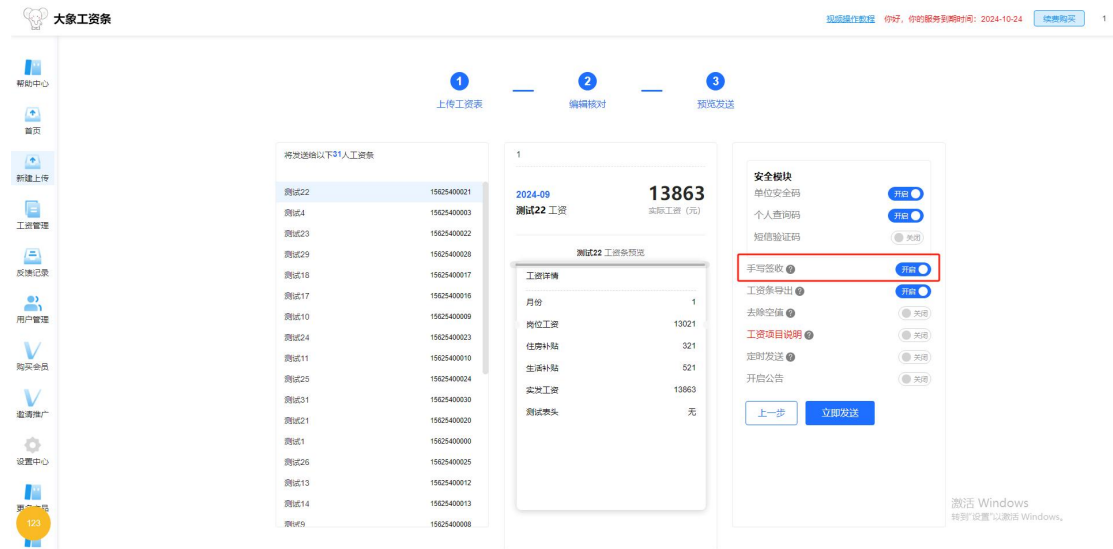 大象工资条
视频操作教程 你好，你的服务到期时间：2024-10-24 续费购买 1
帮助中心
首页
新建上传
工资管理
反馈记录
用户管理
购买会员
邀请推广
设置中心
123
1 2 3
上传工资表 编辑核对 预览发送
将发送给以下31人工资条
测试22 15625400021
测试4 15625400003
测试23 15625400022
测试29 15625400028
测试18 15625400017
测试17 15625400016
测试10 15625400009
测试24 15625400023
测试11 15625400010
测试25 15625400024
测试31 15625400030
测试21 15625400020
测试1 15625400000
测试26 15625400025
测试13 15625400012
测试14 15625400013
测试9 15625400008
1
2024-09 13863
测试22 工资 实际工资（元）
测试22 工资条预览
工资详情
月份 1
岗位工资 13021
住房补贴 321
生活补贴 521
实发工资 13863
测试表头 无
安全模块
单位安全码 开启
个人查询码 开启
短信验证码 关闭
手写签收 ? 开启
工资条导出 ? 开启
去除空值 ? 关闭
工资项目说明 ? 关闭
定时发送 ? 关闭
开启公告 关闭
上一步 立即发送
激活 Windows
转到"设置"以激活 Windows。